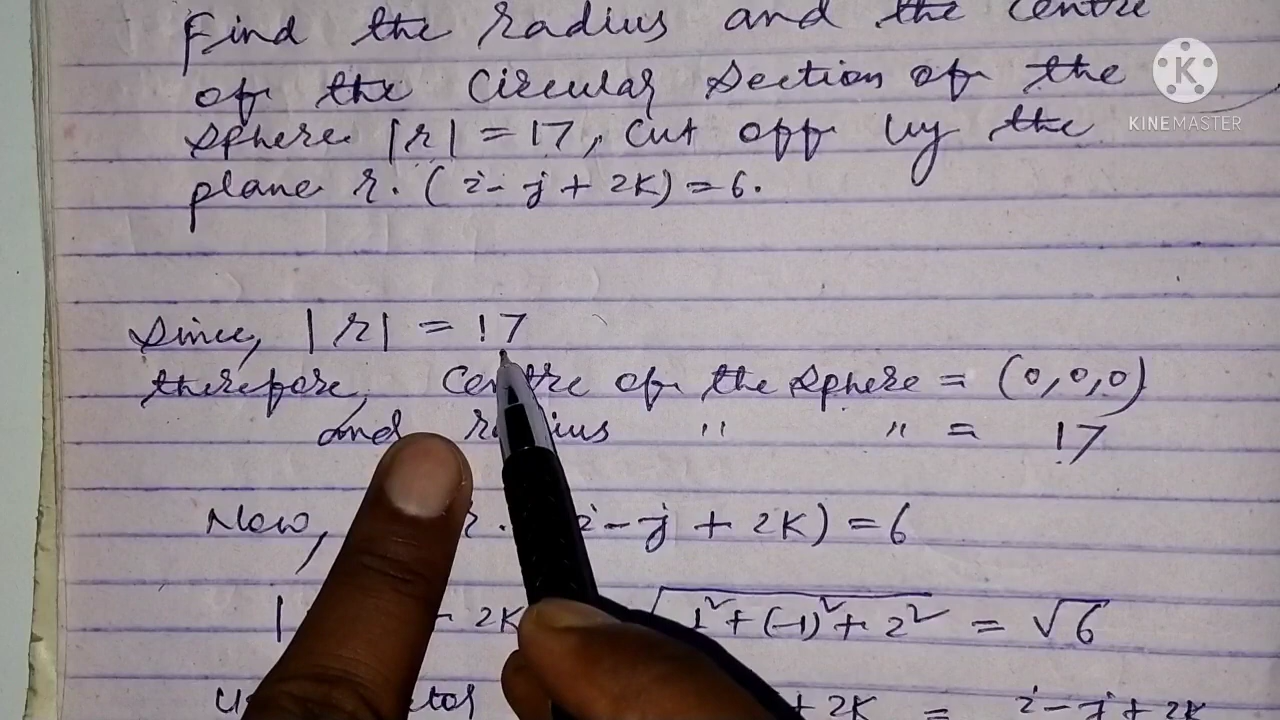 Find the radius and the centre
of the circular section of the
K
KINEMASTER
sphere |r| = 17, cut off by the
plane r. (i - j + 2k) = 6.
Since, |r| = 17
therefore, Centre of the sphere = (0,0,0)
and radius " " = 17
Now, r. i - j + 2k) = 6
| - 2k √1² + (-1)² + 2² = √6
+ 2k = i - j + 2k